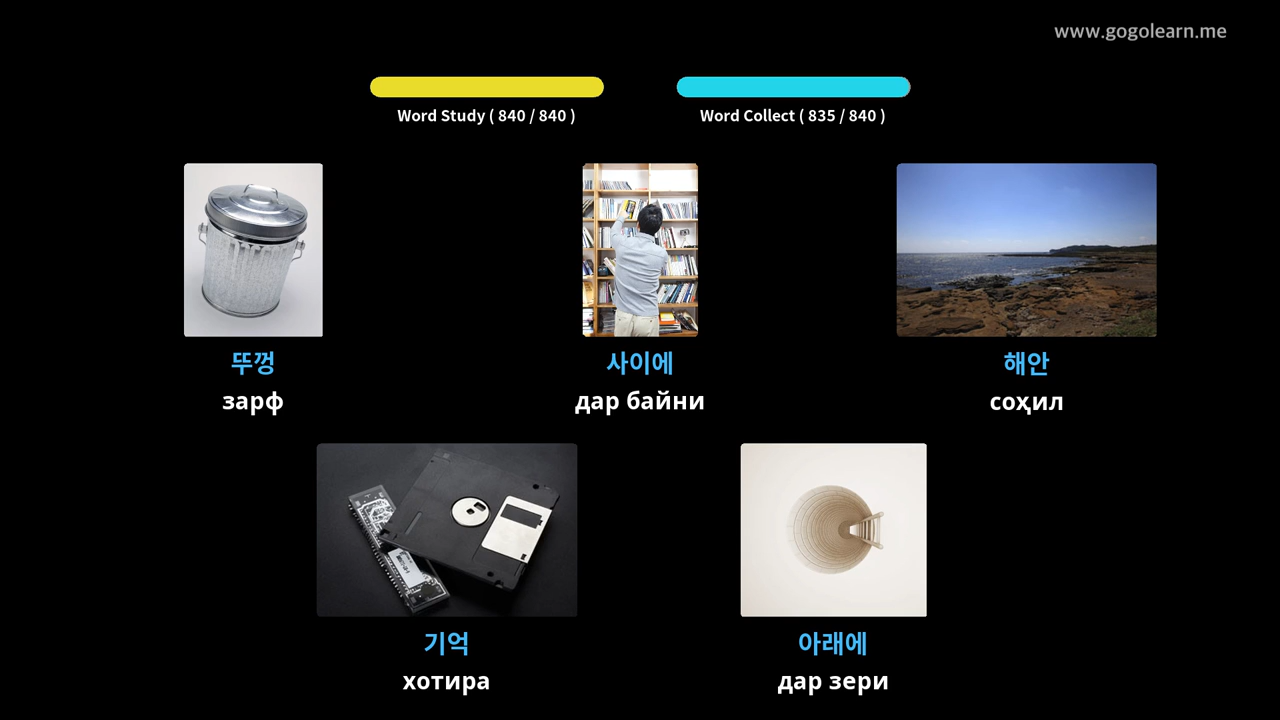 www.gogolearn.me
Word Study ( 840 / 840 )
Word Collect ( 835 / 840 )
뚜껑
зарф
사이에
дар байни
해안
соҳил
기억
хотира
아래에
дар зери